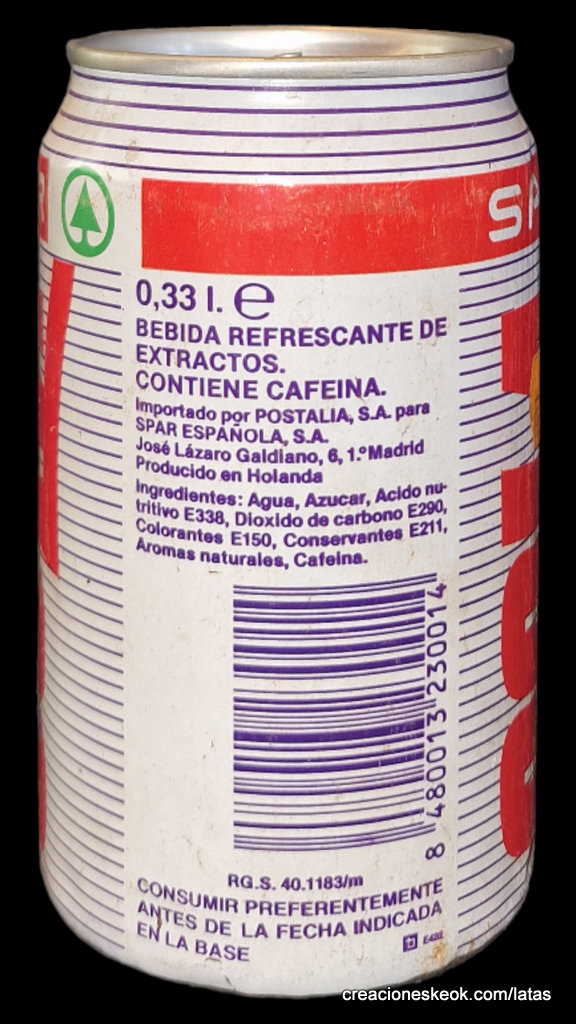 SA
0,33 l. e
BEBIDA REFRESCANTE DE
EXTRACTOS.
CONTIENE CAFEINA.
Importado por POSTALIA, S.A. para
SPAR ESPAÑOLA, S.A.
José Lázaro Galdiano, 6, 1.º Madrid
Producido en Holanda
Ingredientes: Agua, Azucar, Acido nu-
tritivo E338, Dioxido de carbono E290,
Colorantes E150, Conservantes E211,
Aromas naturales, Cafeina.
8 480013 230014
RG.S. 40.1183/m
CONSUMIR PREFERENTEMENTE
ANTES DE LA FECHA INDICADA
EN LA BASE
creacioneskeok.com/latas